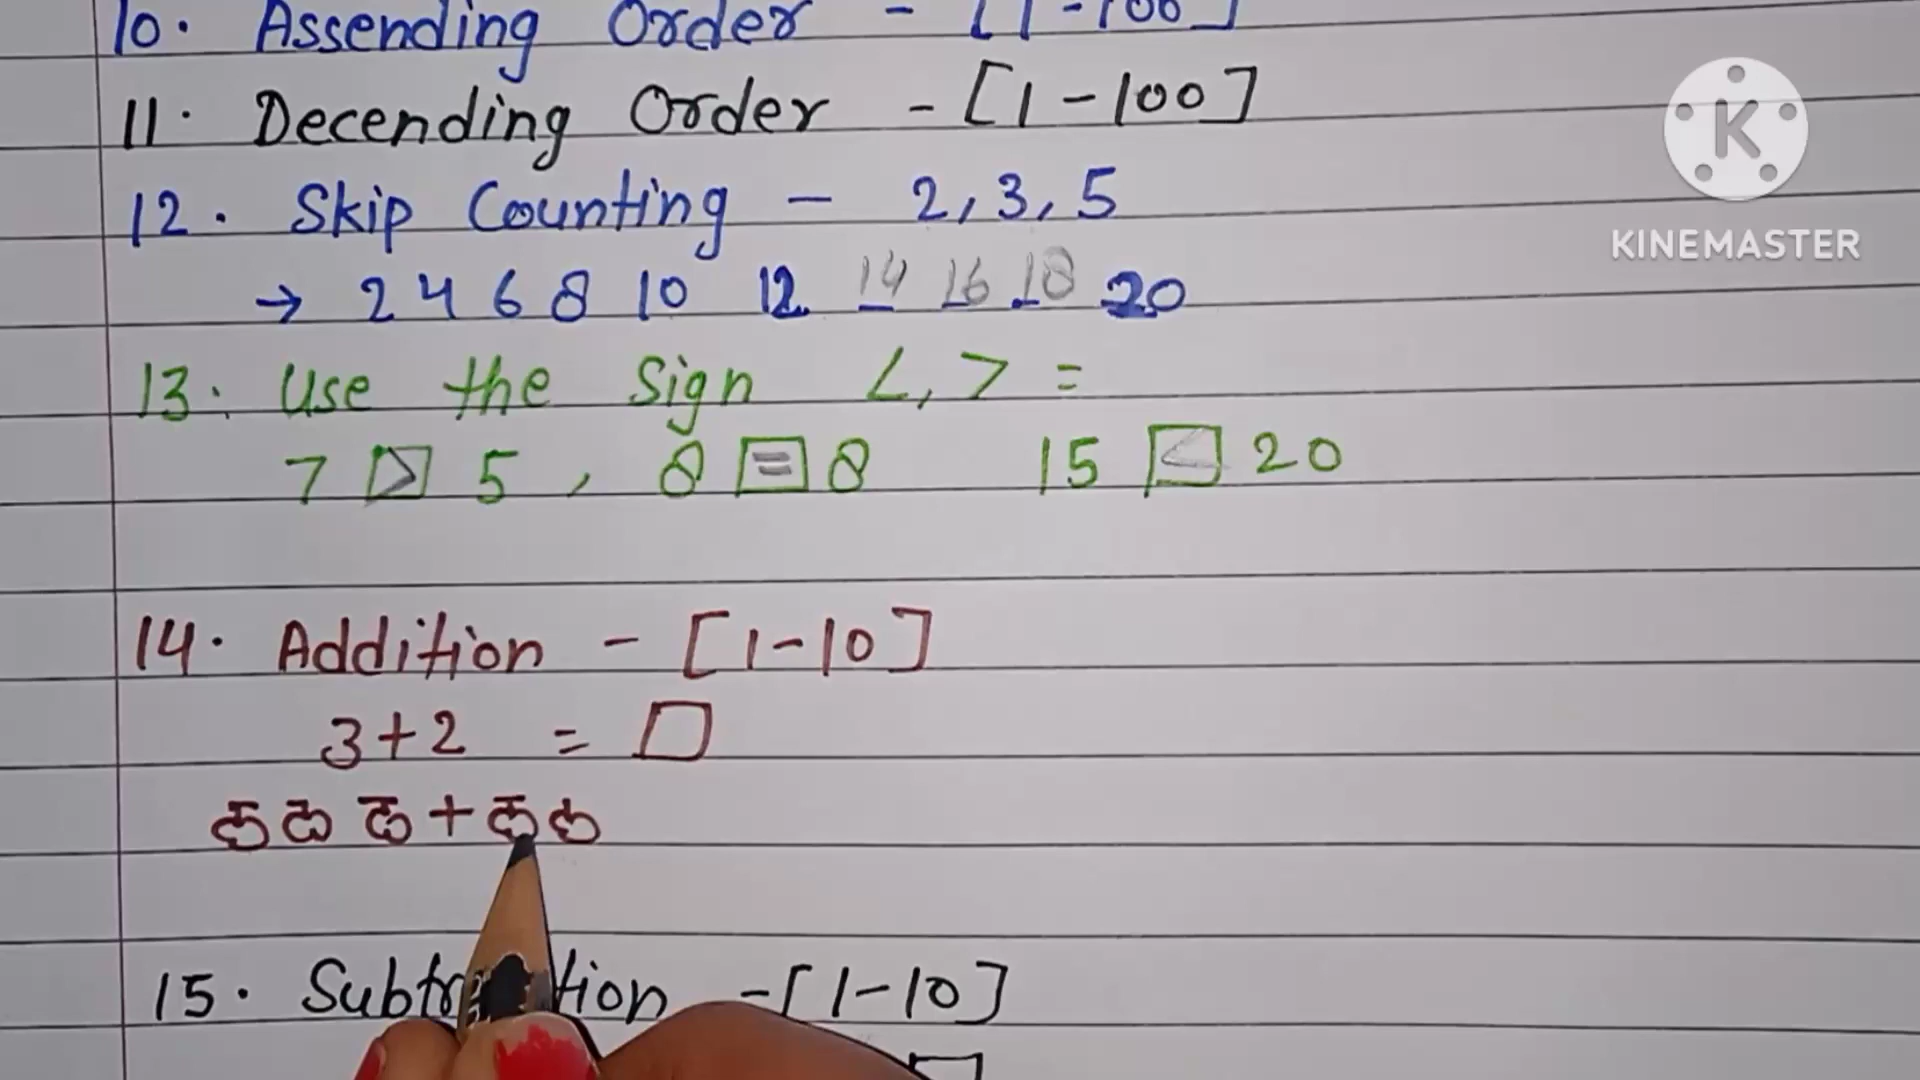 10. Assending Order - [1-100]
11. Decending Order - [1-100]
12. Skip Counting - 2, 3, 5
→ 2 4 6 8 10 12 14 16 18 20
13. Use the Sign <, > =
7 > 5, 8 = 8 15 < 20
14. Addition - [1-10]
3+2 = □
+
15. Subtr tion - [1-10]
KINEMASTER